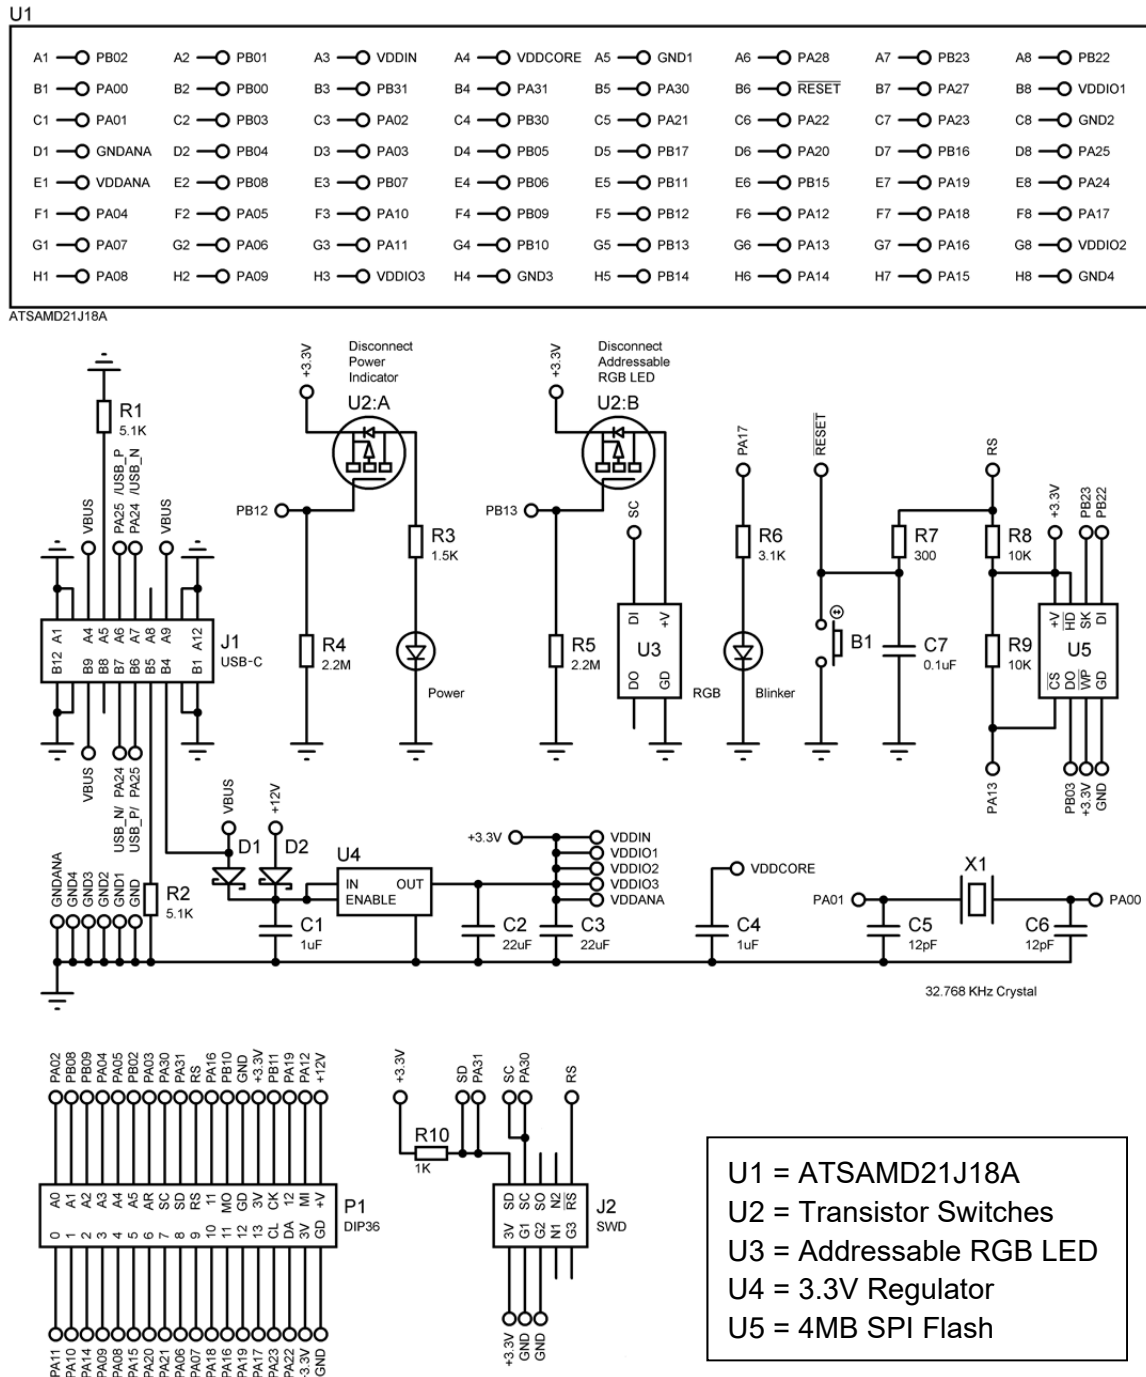 U1
A1 PB02 A2 PB01 A3 VDDIN A4 VDDCORE A5 GND1 A6 PA28 A7 PB23 A8 PB22
B1 PA00 B2 PB00 B3 PB31 B4 PA31 B5 PA30 B6 RESET B7 PA27 B8 VDDIO1
C1 PA01 C2 PB03 C3 PA02 C4 PB30 C5 PA21 C6 PA22 C7 PA23 C8 GND2
D1 GNDANA D2 PB04 D3 PA03 D4 PB05 D5 PB17 D6 PA20 D7 PB16 D8 PA25
E1 VDDANA E2 PB08 E3 PB07 E4 PB06 E5 PB11 E6 PB15 E7 PA19 E8 PA24
F1 PA04 F2 PA05 F3 PA10 F4 PB09 F5 PB12 F6 PA12 F7 PA18 F8 PA17
G1 PA07 G2 PA06 G3 PA11 G4 PB10 G5 PB13 G6 PA13 G7 PA16 G8 VDDIO2
H1 PA08 H2 PA09 H3 VDDIO3 H4 GND3 H5 PB14 H6 PA14 H7 PA15 H8 GND4
ATSAMD21J18A
R1
5.1K
VBUS
PA25 /USB_P
PA24 /USB_N
VBUS
A1 A4 A5 A6 A7 A8 A9 A12
B12 B9 B8 B7 B6 B5 B4 B1
J1
USB-C
VBUS
USB_N/ PA24
USB_P/ PA25
R2
5.1K
+3.3V
Disconnect
Power
Indicator
U2:A
PB12
R3
1.5K
R4
2.2M
Power
+3.3V
Disconnect
Addressable
RGB LED
U2:B
PB13
SC
R5
2.2M
DI +V
U3
DO GD
RGB
PA17
R6
3.1K
Blinker
RESET
B1
R7
300
C7
0.1uF
RS
R8
10K
R9
10K
+3.3V
PB23
PB22
+V HD SK DI
U5
CS DO WP GD
PA13
PB03
+3.3V
GND
GNDANA
GND4
GND3
GND2
GND1
GND
VBUS
D1
+12V
D2
U4
IN OUT
ENABLE
C1
1uF
C2
22uF
C3
22uF
+3.3V
VDDIN
VDDIO1
VDDIO2
VDDIO3
VDDANA
VDDCORE
C4
1uF
PA01
X1
PA00
C5
12pF
C6
12pF
32.768 KHz Crystal
PA02 PB08 PB09 PA04 PA05 PB02 PA03 PA30 PA31 RS PA16 PB10 GND +3.3V PB11 PA19 PA12 +12V
A0 A1 A2 A3 A4 A5 AR SC SD RS 11 MO GD 3V CK 12 MI +V
0 1 2 3 4 5 6 7 8 9 10 11 12 13 CL DA 3V GD
P1
DIP36
PA11 PA10 PA14 PA09 PA08 PA15 PA20 PA21 PA06 PA07 PA18 PA16 PA19 PA17 PA23 PA22 +3.3V GND
+3.3V
R10
1K
SD
PA31
SC
PA30
RS
SD SC SO N2 RS
3V G1 G2 N1 G3
J2
SWD
+3.3V
GND
GND
U1 = ATSAMD21J18A
U2 = Transistor Switches
U3 = Addressable RGB LED
U4 = 3.3V Regulator
U5 = 4MB SPI Flash